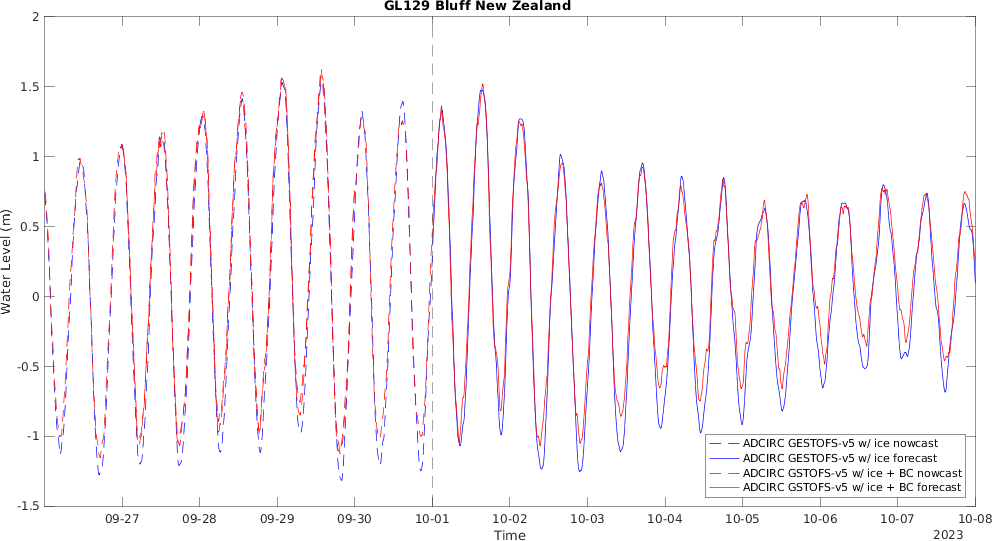 GL129 Bluff New Zealand
2
1.5
1
0.5
0
-0.5
-1
-1.5
Water Level (m)
ADCIRC GESTOFS-v5 w/ ice nowcast
ADCIRC GESTOFS-v5 w/ ice forecast
ADCIRC GSTOFS-v5 w/ ice + BC nowcast
ADCIRC GSTOFS-v5 w/ ice + BC forecast
09-27 09-28 09-29 09-30 10-01 10-02 10-03 10-04 10-05 10-06 10-07 10-08
Time
2023